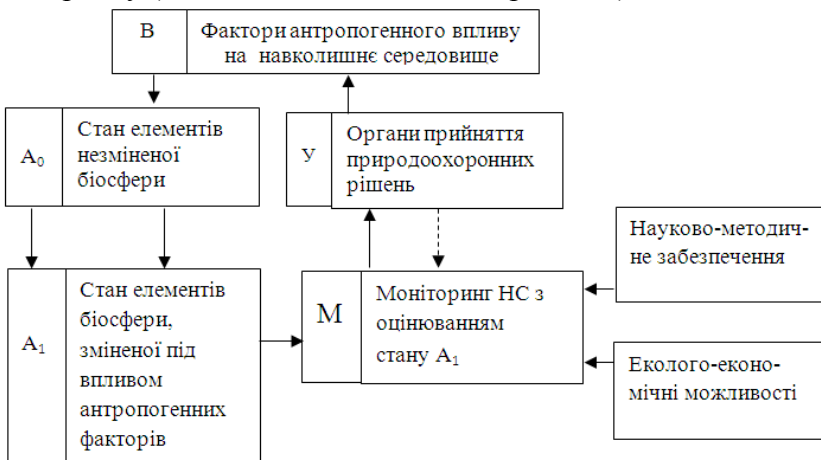 В
Фактори антропогенного впливу
на навколишнє середовище
А₀
Стан елементів
незміненої
біосфери
У
Органи прийняття
природоохоронних
рішень
Науково-методич-
не забезпечення
А₁
Стан елементів
біосфери,
зміненої під
впливом
антропогенних
факторів
М
Моніторинг НС з
оцінюванням
стану А₁
Еколого-еконо-
мічні можливості